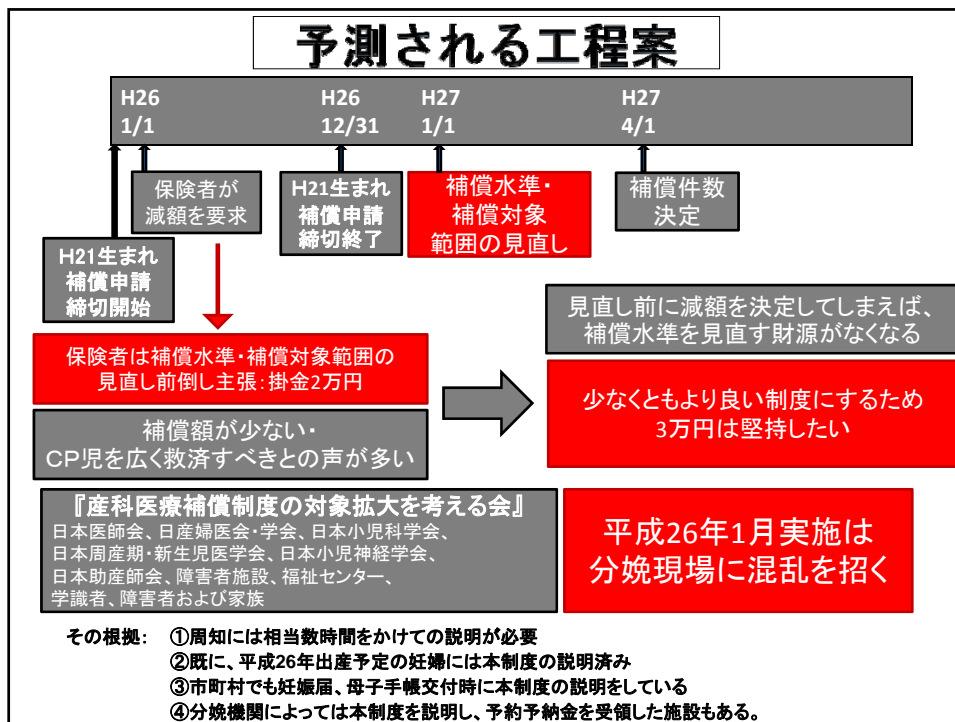 予測される工程案
H26
1/1
H26
12/31
H27
1/1
H27
4/1
保険者が
減額を要求
H21生まれ
補償申請
締切開始
H21生まれ
補償申請
締切終了
補償水準・
補償対象
範囲の見直し
補償件数
決定
保険者は補償水準・補償対象範囲の
見直し前倒し主張：掛金2万円
補償額が少ない・
CP児を広く救済すべきとの声が多い
見直し前に減額を決定してしまえば、
補償水準を見直す財源がなくなる
少なくともより良い制度にするため
3万円は堅持したい
『産科医療補償制度の対象拡大を考える会』
日本医師会、日産婦医会・学会、日本小児科学会、
日本周産期・新生児医学会、日本小児神経学会、
日本助産師会、障害者施設、福祉センター、
学識者、障害者および家族
平成26年1月実施は
分娩現場に混乱を招く
その根拠： ①周知には相当数時間をかけての説明が必要
②既に、平成26年出産予定の妊婦には本制度の説明済み
③市町村でも妊娠届、母子手帳交付時に本制度の説明をしている
④分娩機関によっては本制度を説明し、予約予納金を受領した施設もある。